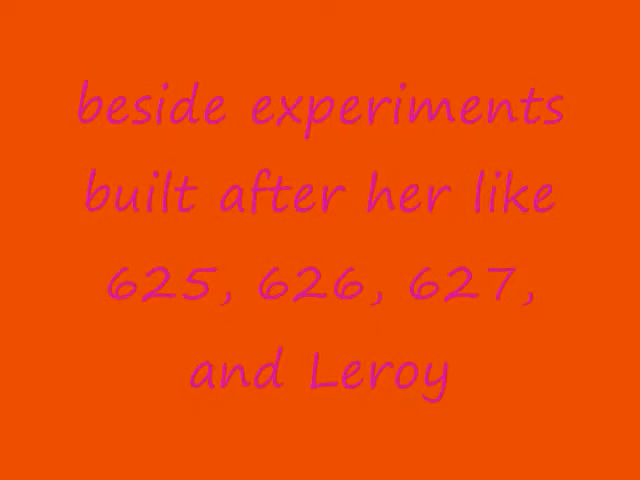 beside experiments
built after her like
625, 626, 627,
and Leroy